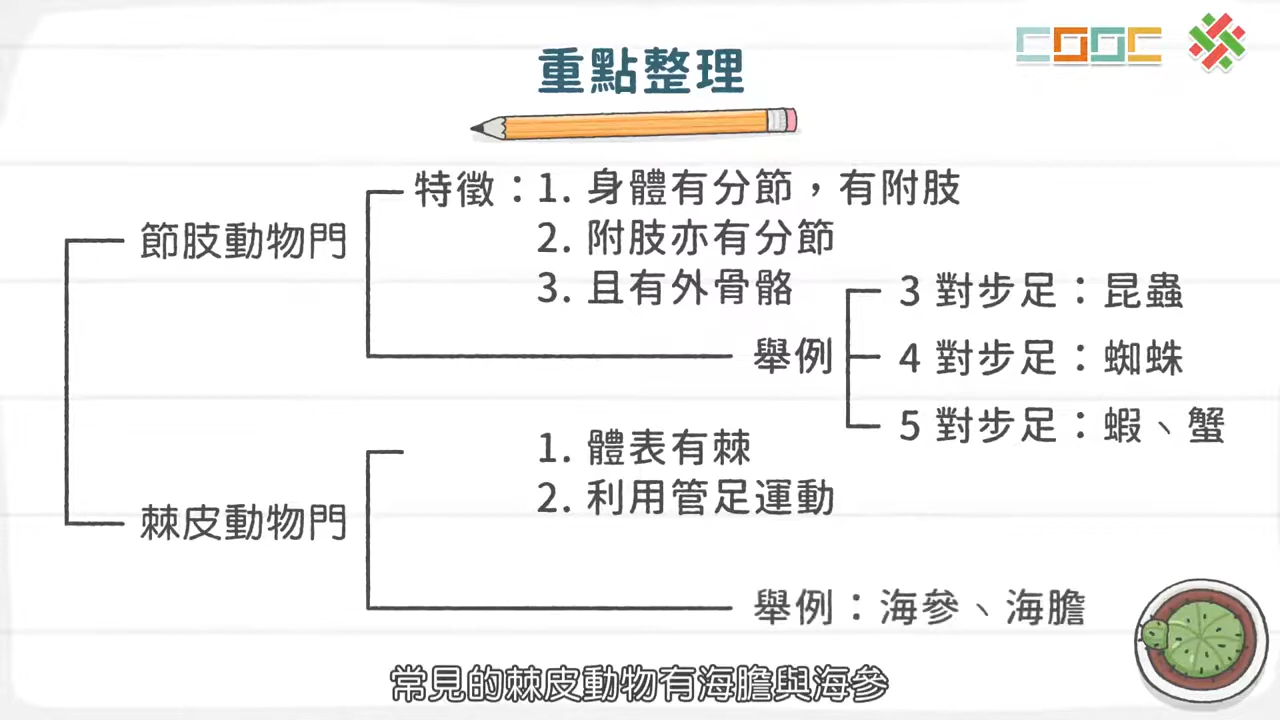 COOC
重點整理
特徵：1. 身體有分節，有附肢
節肢動物門
2. 附肢亦有分節
3. 且有外骨骼
3 對步足：昆蟲
舉例
4 對步足：蜘蛛
5 對步足：蝦、蟹
1. 體表有棘
2. 利用管足運動
棘皮動物門
舉例：海參、海膽
常見的棘皮動物有海膽與海參